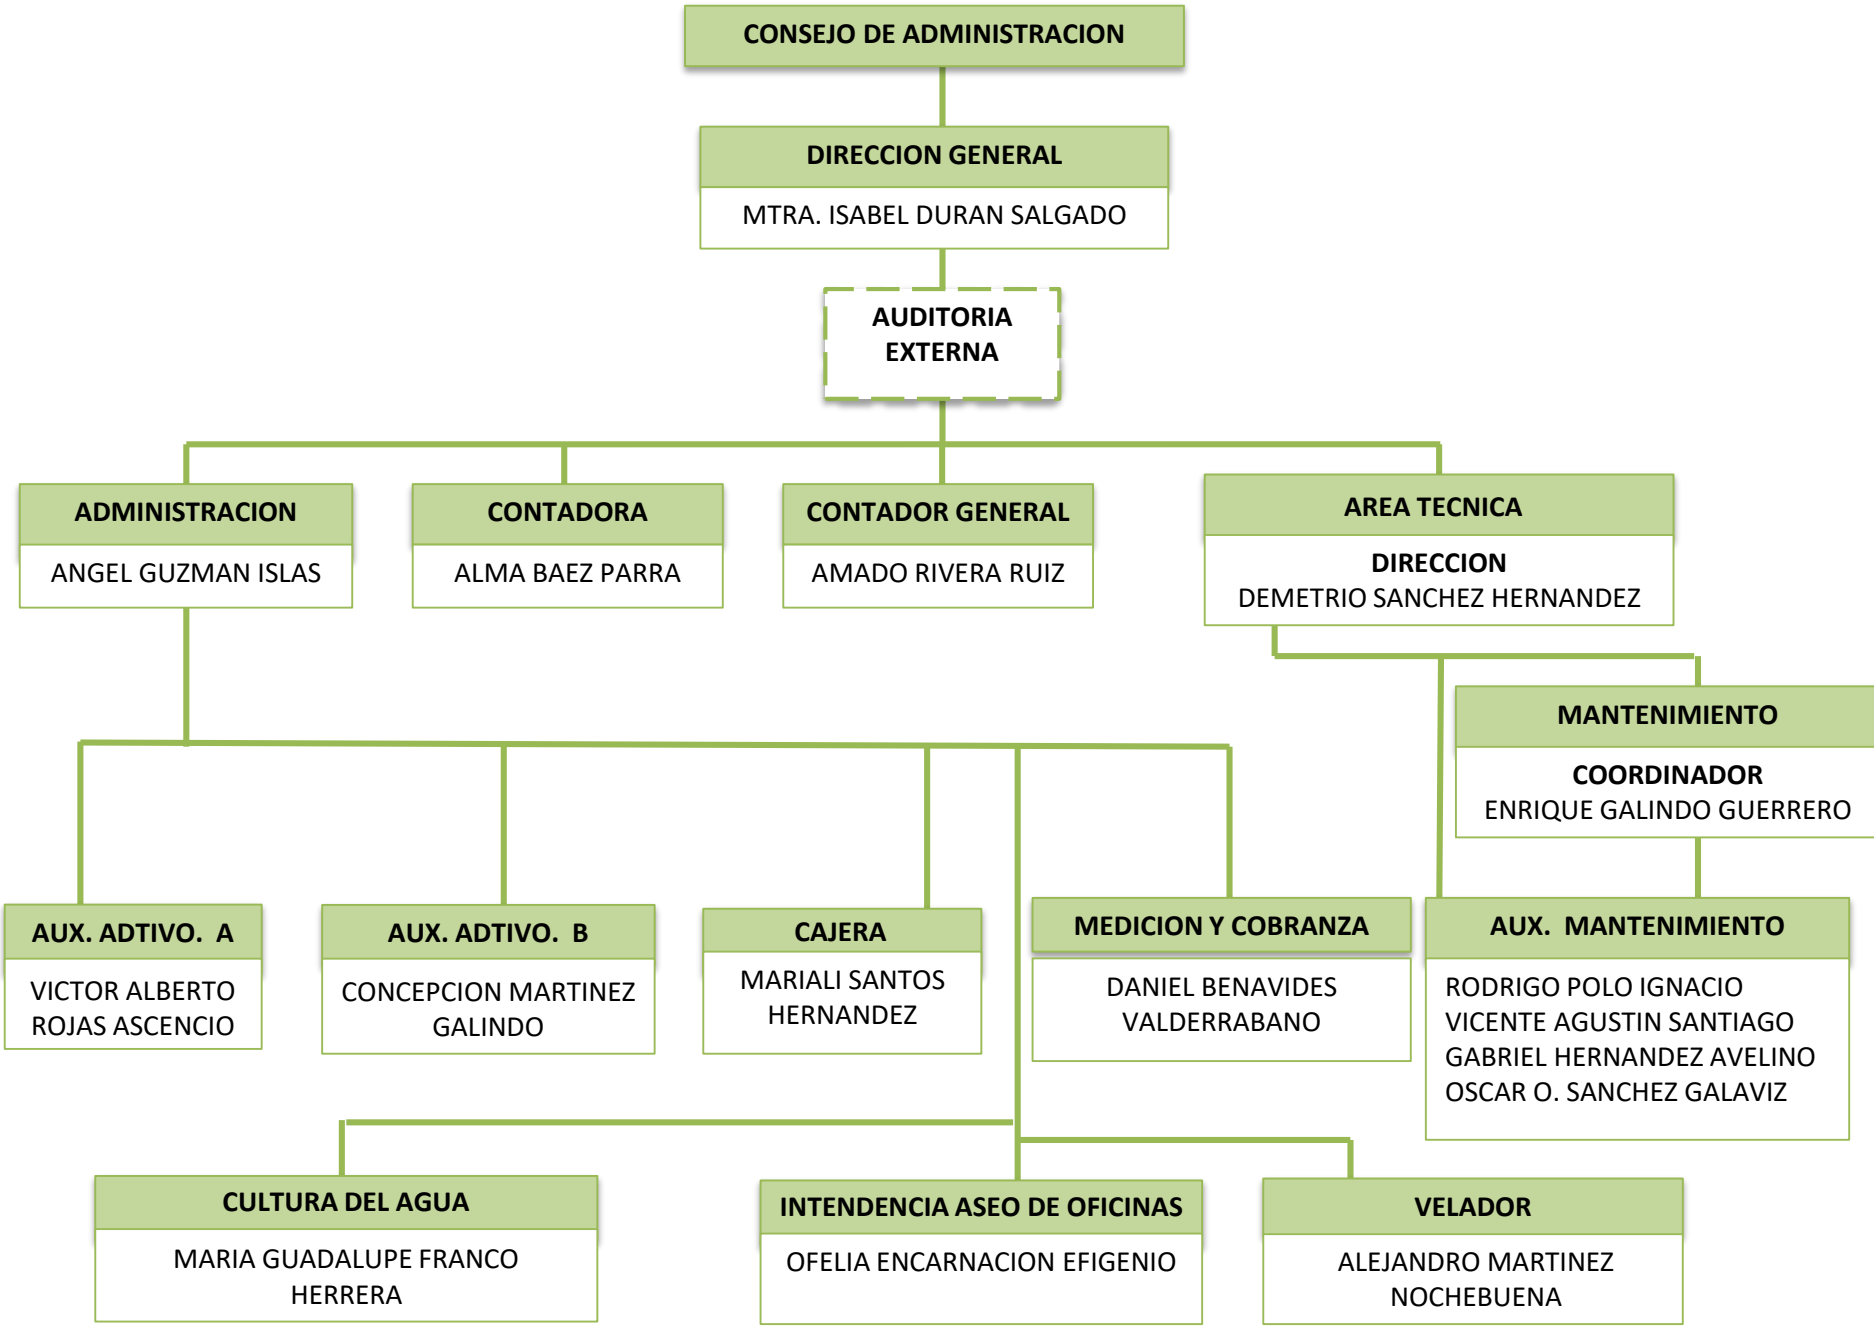 CONSEJO DE ADMINISTRACION
DIRECCION GENERAL
MTRA. ISABEL DURAN SALGADO
AUDITORIA
EXTERNA
ADMINISTRACION
ANGEL GUZMAN ISLAS
CONTADORA
ALMA BAEZ PARRA
CONTADOR GENERAL
AMADO RIVERA RUIZ
AREA TECNICA
DIRECCION
DEMETRIO SANCHEZ HERNANDEZ
MANTENIMIENTO
COORDINADOR
ENRIQUE GALINDO GUERRERO
AUX. ADTIVO. A
VICTOR ALBERTO
ROJAS ASCENCIO
AUX. ADTIVO. B
CONCEPCION MARTINEZ
GALINDO
CAJERA
MARIALI SANTOS
HERNANDEZ
MEDICION Y COBRANZA
DANIEL BENAVIDES
VALDERRABANO
AUX. MANTENIMIENTO
RODRIGO POLO IGNACIO
VICENTE AGUSTIN SANTIAGO
GABRIEL HERNANDEZ AVELINO
OSCAR O. SANCHEZ GALAVIZ
CULTURA DEL AGUA
MARIA GUADALUPE FRANCO
HERRERA
INTENDENCIA ASEO DE OFICINAS
OFELIA ENCARNACION EFIGENIO
VELADOR
ALEJANDRO MARTINEZ
NOCHEBUENA